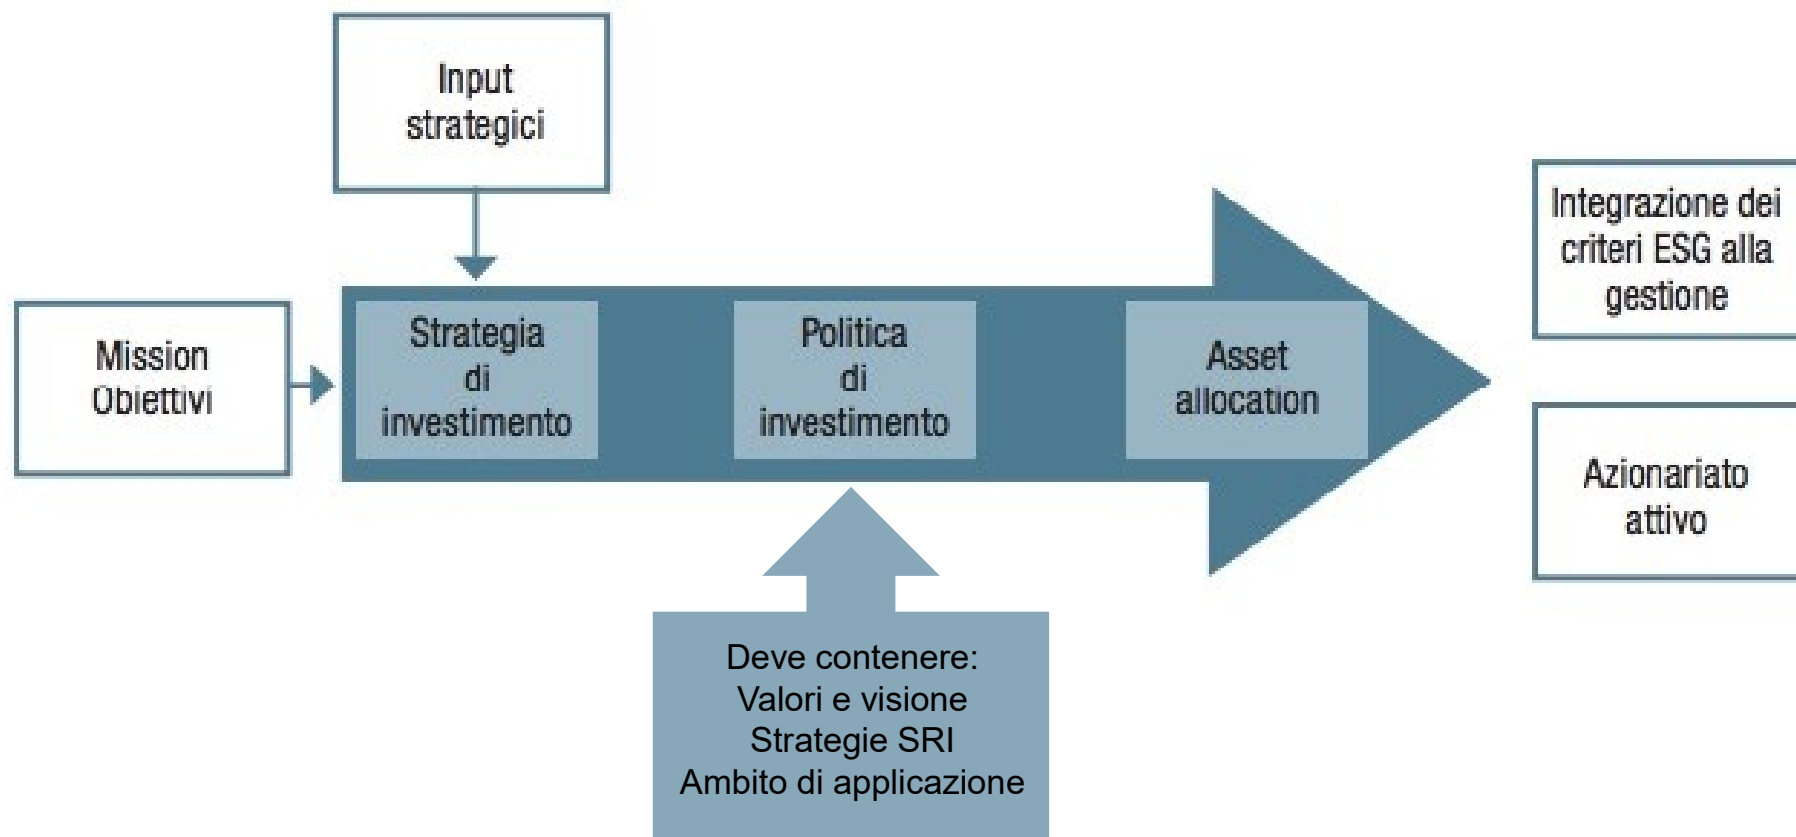 Input
strategici
Mission
Obiettivi
Strategia
di
investimento
Politica
di
investimento
Asset
allocation
Integrazione dei
criteri ESG alla
gestione
Azionariato
attivo
Deve contenere:
Valori e visione
Strategie SRI
Ambito di applicazione